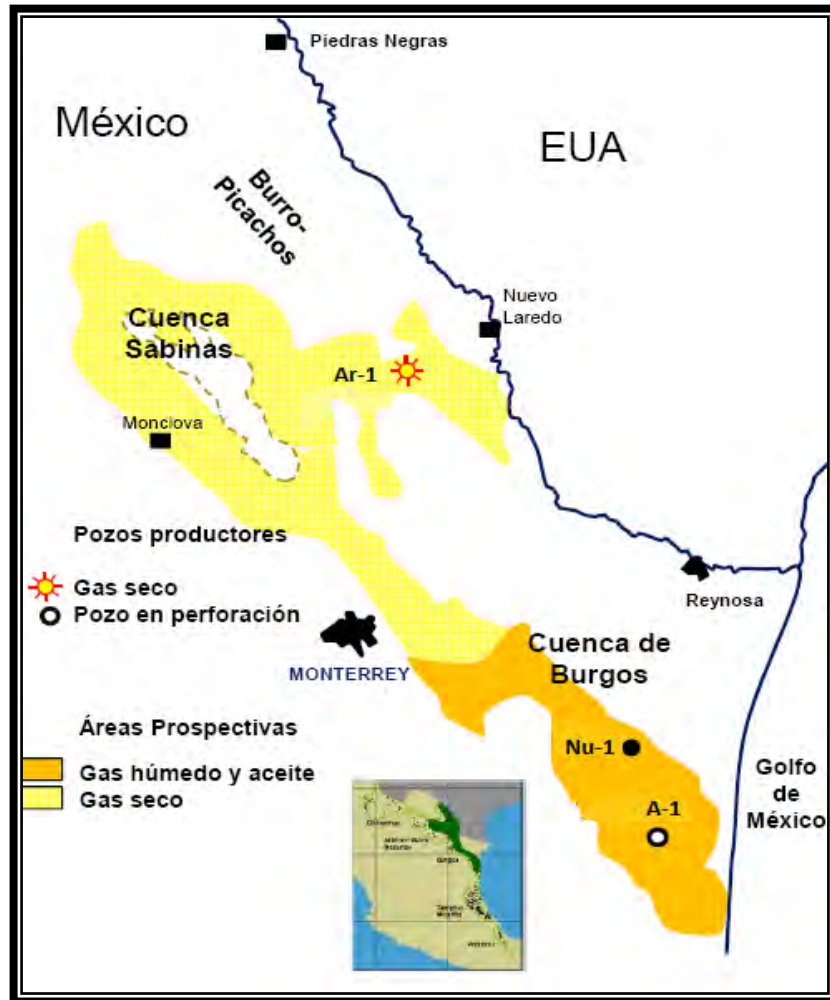 Piedras Negras
México
EUA
Burro-
Picachos
Nuevo
Laredo
Cuenca
Sabinas
Ar-1
Monclova
Pozos productores
Gas seco
Pozo en perforación
Reynosa
MONTERREY
Cuenca de
Burgos
Áreas Prospectivas
Nu-1
Gas húmedo y aceite
Gas seco
A-1
Golfo
de
México
Burgos